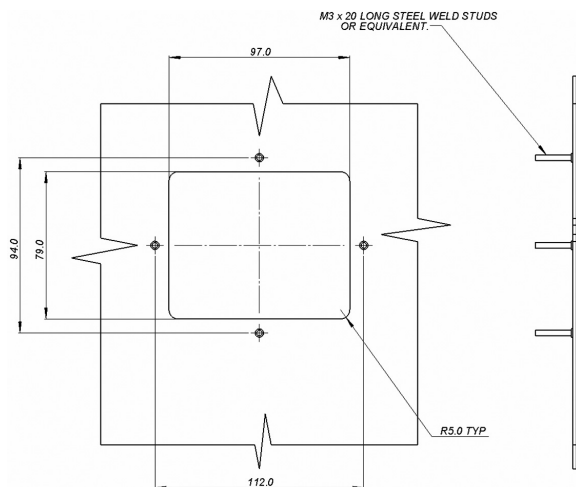 M3 x 20 LONG STEEL WELD STUDS
OR EQUIVALENT.
97.0
94.0
79.0
R5.0 TYP
112.0